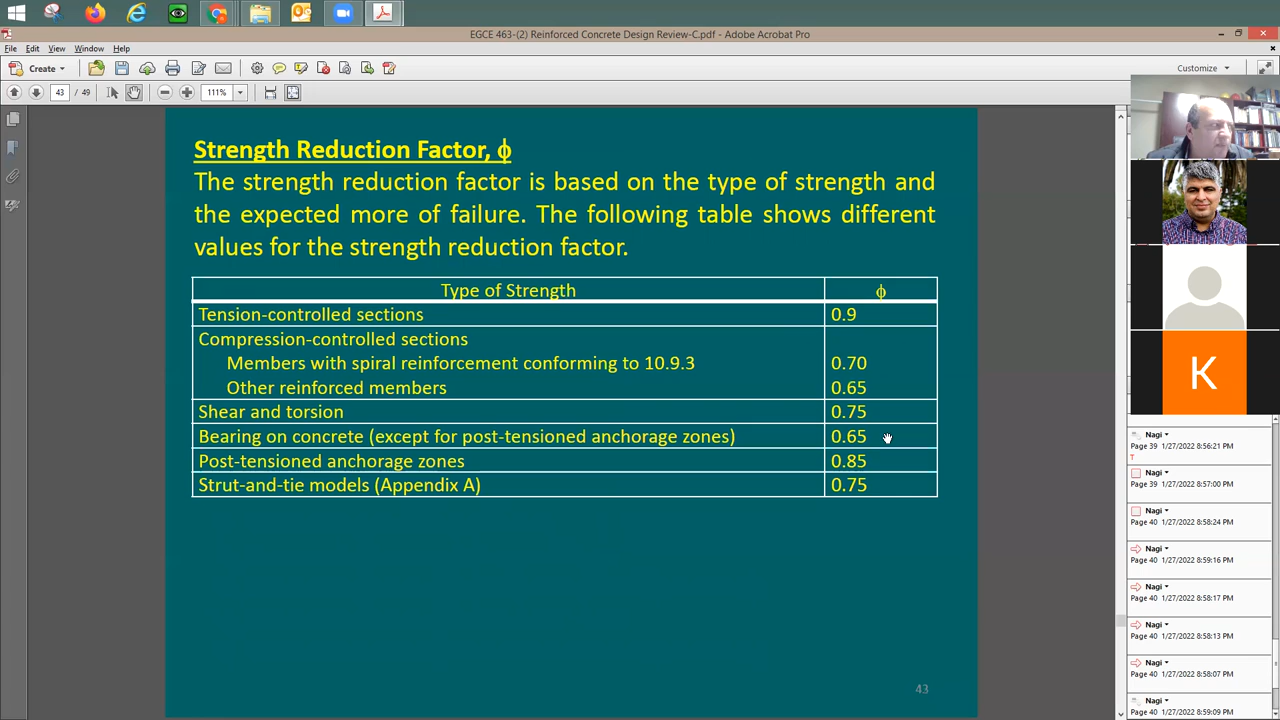 EGCE 463-(2) Reinforced Concrete Design Review-C.pdf - Adobe Acrobat Pro
File Edit View Window Help
Create
Customize
43 / 49
111%
Strength Reduction Factor, ϕ
The strength reduction factor is based on the type of strength and
the expected more of failure. The following table shows different
values for the strength reduction factor.
Type of Strength ϕ
Tension-controlled sections 0.9
Compression-controlled sections
Members with spiral reinforcement conforming to 10.9.3 0.70
Other reinforced members 0.65
Shear and torsion 0.75
Bearing on concrete (except for post-tensioned anchorage zones) 0.65
Post-tensioned anchorage zones 0.85
Strut-and-tie models (Appendix A) 0.75
43
K
Nagi
Page 39 1/27/2022 8:56:21 PM
T
Nagi
Page 39 1/27/2022 8:57:00 PM
Nagi
Page 40 1/27/2022 8:58:24 PM
Nagi
Page 40 1/27/2022 8:59:16 PM
Nagi
Page 40 1/27/2022 8:58:17 PM
Nagi
Page 40 1/27/2022 8:58:13 PM
Nagi
Page 40 1/27/2022 8:58:07 PM
Nagi
Page 40 1/27/2022 8:59:09 PM